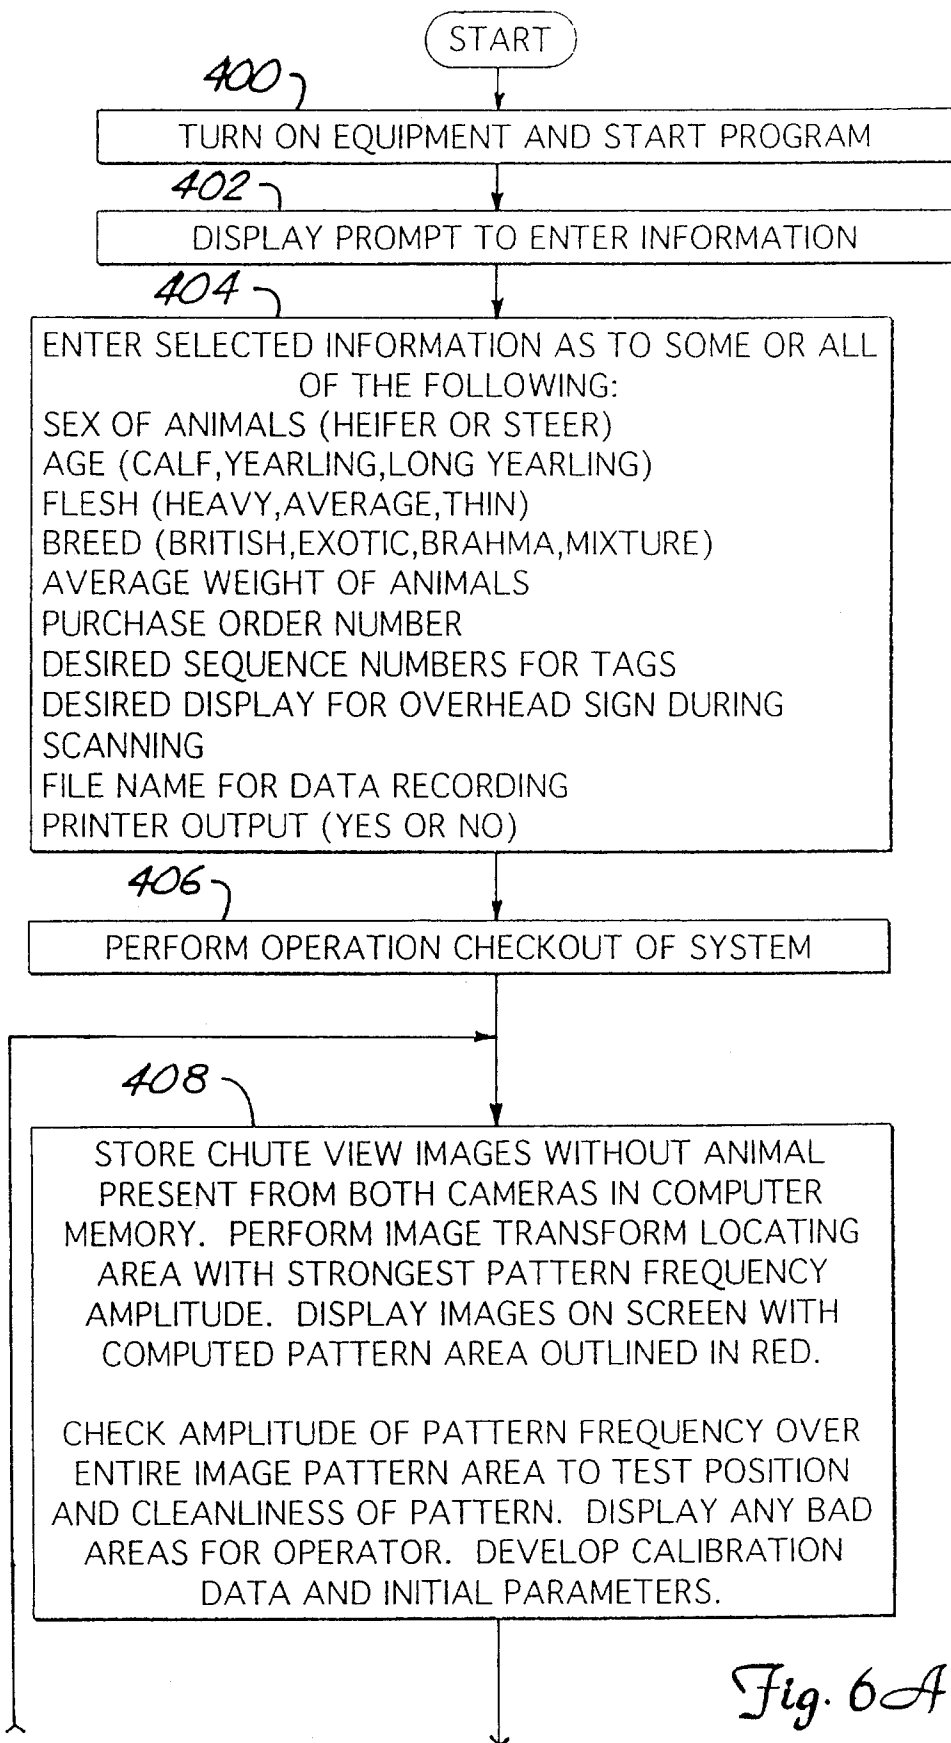 START
400
TURN ON EQUIPMENT AND START PROGRAM
402
DISPLAY PROMPT TO ENTER INFORMATION
404
ENTER SELECTED INFORMATION AS TO SOME OR ALL
OF THE FOLLOWING:
SEX OF ANIMALS (HEIFER OR STEER)
AGE (CALF,YEARLING,LONG YEARLING)
FLESH (HEAVY,AVERAGE,THIN)
BREED (BRITISH,EXOTIC,BRAHMA,MIXTURE)
AVERAGE WEIGHT OF ANIMALS
PURCHASE ORDER NUMBER
DESIRED SEQUENCE NUMBERS FOR TAGS
DESIRED DISPLAY FOR OVERHEAD SIGN DURING
SCANNING
FILE NAME FOR DATA RECORDING
PRINTER OUTPUT (YES OR NO)
406
PERFORM OPERATION CHECKOUT OF SYSTEM
408
STORE CHUTE VIEW IMAGES WITHOUT ANIMAL
PRESENT FROM BOTH CAMERAS IN COMPUTER
MEMORY. PERFORM IMAGE TRANSFORM LOCATING
AREA WITH STRONGEST PATTERN FREQUENCY
AMPLITUDE. DISPLAY IMAGES ON SCREEN WITH
COMPUTED PATTERN AREA OUTLINED IN RED.
CHECK AMPLITUDE OF PATTERN FREQUENCY OVER
ENTIRE IMAGE PATTERN AREA TO TEST POSITION
AND CLEANLINESS OF PATTERN. DISPLAY ANY BAD
AREAS FOR OPERATOR. DEVELOP CALIBRATION
DATA AND INITIAL PARAMETERS.
Fig. 6A